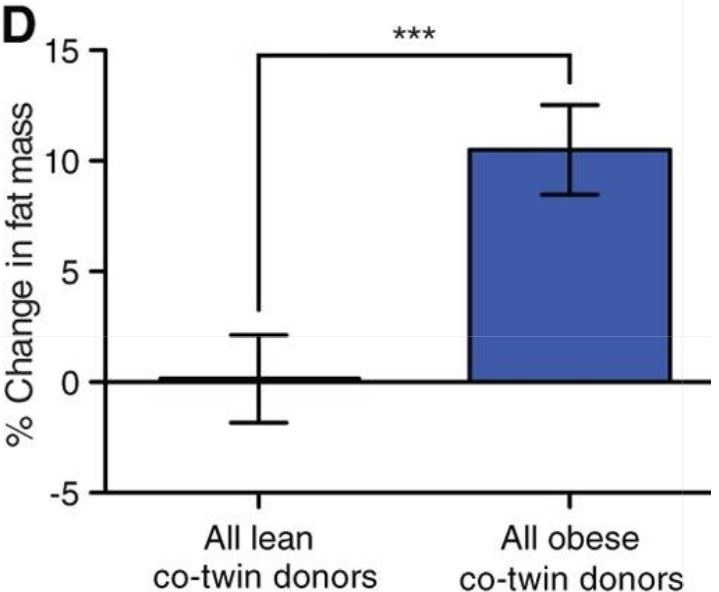 D
***
15
10
5
0
-5
% Change in fat mass
All lean
co-twin donors
All obese
co-twin donors